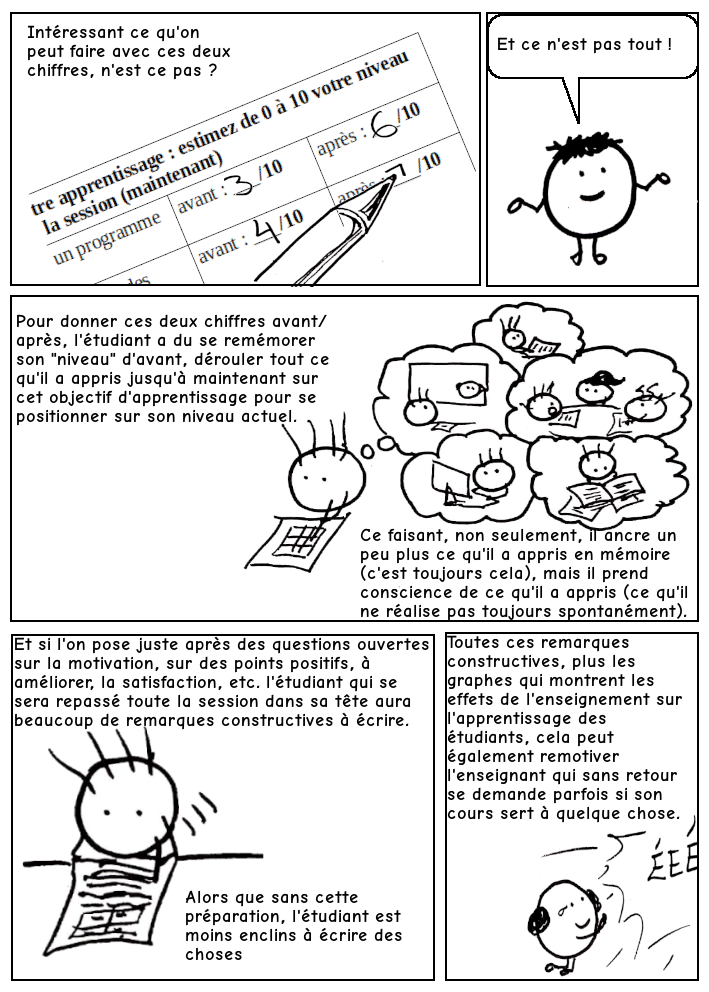 Intéressant ce qu'on
peut faire avec ces deux
chiffres, n'est ce pas ?
tre apprentissage : estimez de 0 à 10 votre niveau
la session (maintenant)
un programme
avant : 3/10
après : 6/10
des
avant : 4/10
après : 7/10
Et ce n'est pas tout !
Pour donner ces deux chiffres avant/
après, l'étudiant a du se remémorer
son "niveau" d'avant, dérouler tout ce
qu'il a appris jusqu'à maintenant sur
cet objectif d'apprentissage pour se
positionner sur son niveau actuel.
Ce faisant, non seulement, il ancre un
peu plus ce qu'il a appris en mémoire
(c'est toujours cela), mais il prend
conscience de ce qu'il a appris (ce qu'il
ne réalise pas toujours spontanément).
Et si l'on pose juste après des questions ouvertes
sur la motivation, sur des points positifs, à
améliorer, la satisfaction, etc. l'étudiant qui se
sera repassé toute la session dans sa tête aura
beaucoup de remarques constructives à écrire.
Alors que sans cette
préparation, l'étudiant est
moins enclins à écrire des
choses
Toutes ces remarques
constructives, plus les
graphes qui montrent les
effets de l'enseignement sur
l'apprentissage des
étudiants, cela peut
également remotiver
l'enseignant qui sans retour
se demande parfois si son
cours sert à quelque chose.
ÉÉÉ